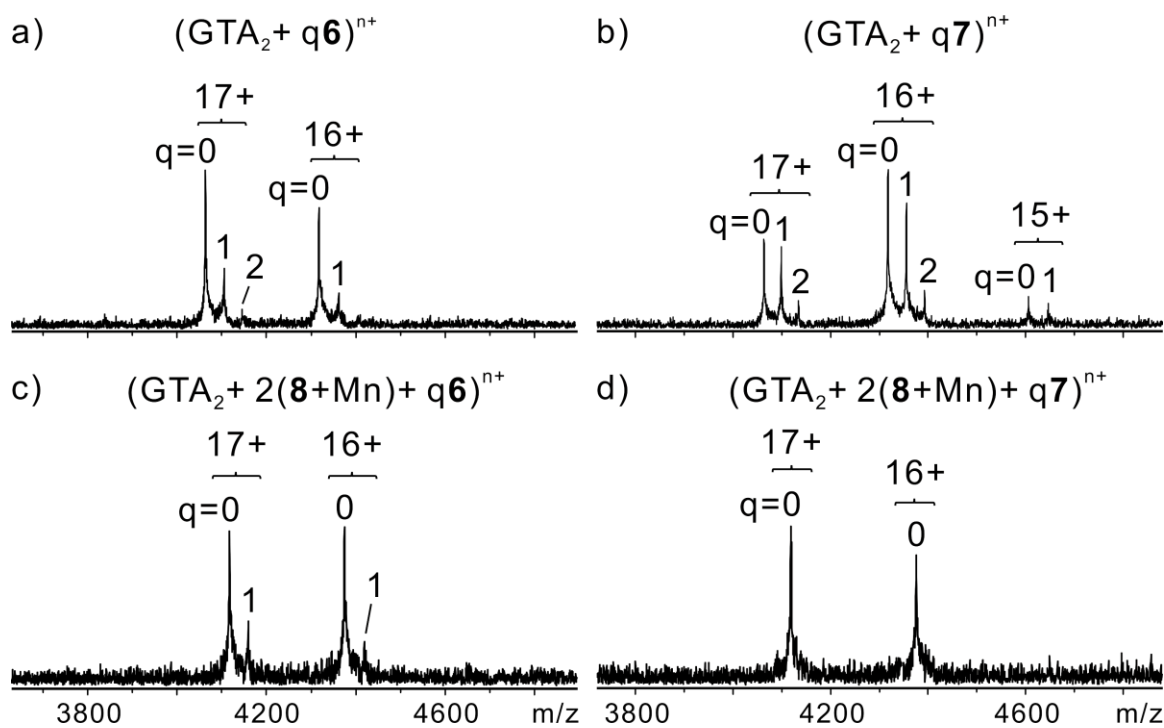 a) (GTA₂+ q6)ⁿ⁺
17+
16+
q=0
q=0
1
2
1
b) (GTA₂+ q7)ⁿ⁺
16+
q=0
17+
1
15+
q=0
1
2
2
q=0
1
c) (GTA₂+ 2(8+Mn)+ q6)ⁿ⁺
17+
16+
q=0
0
1
1
3800
4200
4600
m/z
d) (GTA₂+ 2(8+Mn)+ q7)ⁿ⁺
17+
16+
q=0
0
3800
4200
4600
m/z